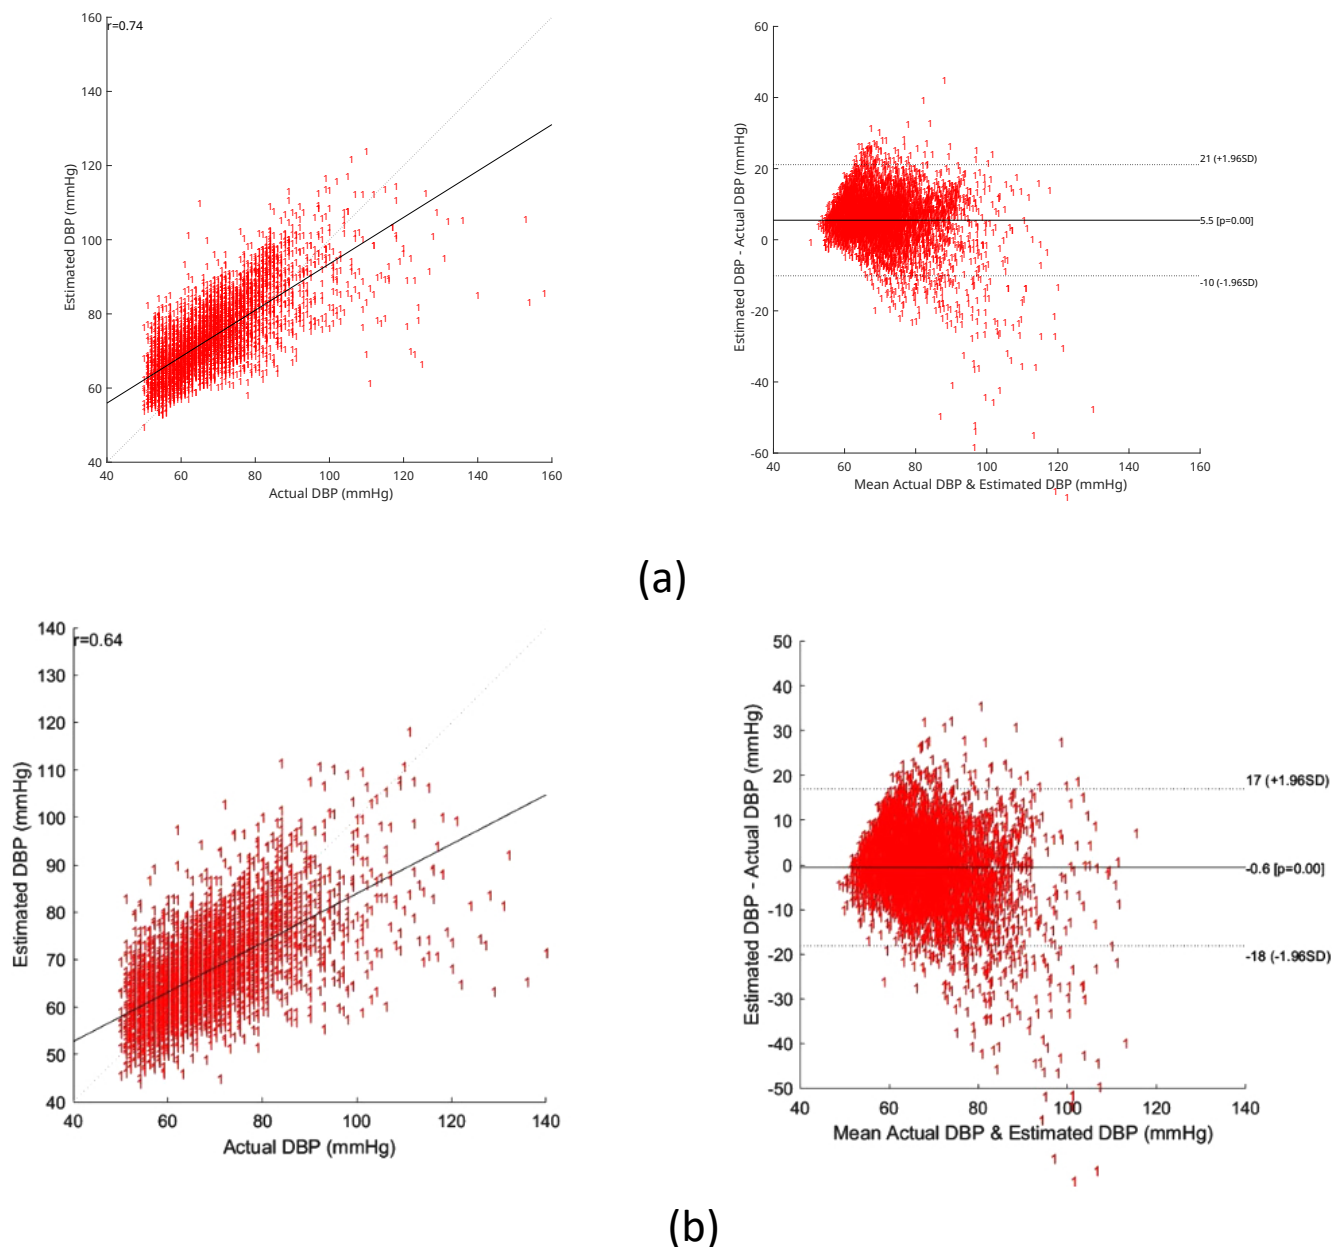 r=0.74
160
140
120
100
80
60
40
40 60 80 100 120 140 160
Estimated DBP (mmHg)
Actual DBP (mmHg)
60
40
20
0
-20
-40
-60
40 60 80 100 120 140 160
Estimated DBP - Actual DBP (mmHg)
Mean Actual DBP & Estimated DBP (mmHg)
21 (+1.96SD)
5.5 [p=0.00]
-10 (-1.96SD)
(a)
r=0.64
140
130
120
110
100
90
80
70
60
50
40
40 60 80 100 120 140
Estimated DBP (mmHg)
Actual DBP (mmHg)
50
40
30
20
10
0
-10
-20
-30
-40
-50
40 60 80 100 120 140
Estimated DBP - Actual DBP (mmHg)
Mean Actual DBP & Estimated DBP (mmHg)
17 (+1.96SD)
-0.6 [p=0.00]
-18 (-1.96SD)
(b)